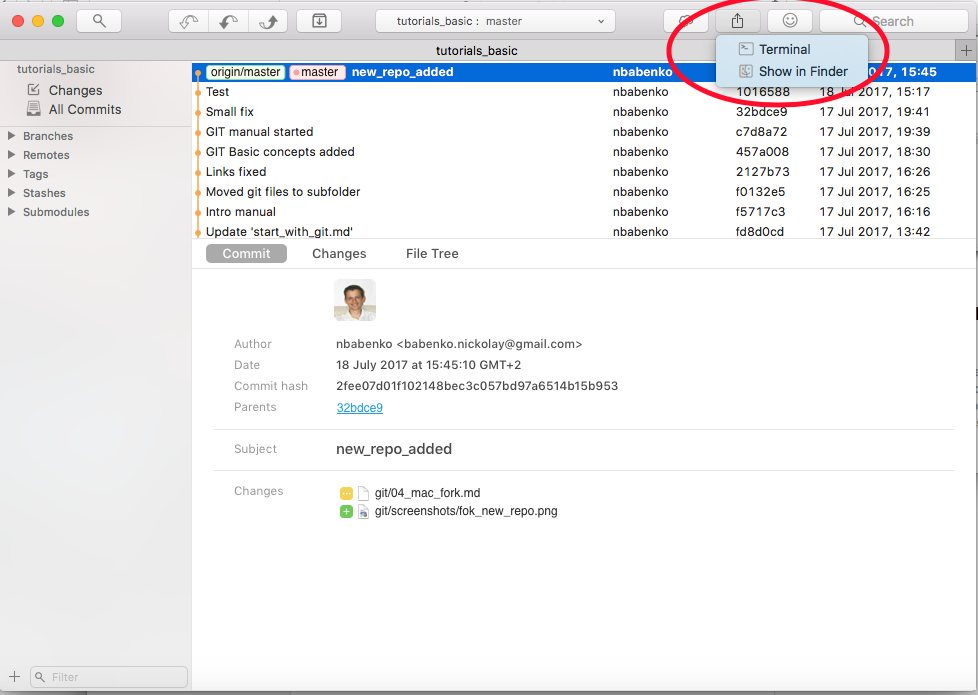 tutorials_basic : master
Search
tutorials_basic
Terminal
Show in Finder
tutorials_basic
Changes
All Commits
Branches
Remotes
Tags
Stashes
Submodules
Filter
origin/master master new_repo_added nbabenko 2017, 15:45
Test nbabenko 1016588 18 Jul 2017, 15:17
Small fix nbabenko 32bdce9 17 Jul 2017, 19:41
GIT manual started nbabenko c7d8a72 17 Jul 2017, 19:39
GIT Basic concepts added nbabenko 457a008 17 Jul 2017, 18:30
Links fixed nbabenko 2127b73 17 Jul 2017, 16:26
Moved git files to subfolder nbabenko f0132e5 17 Jul 2017, 16:25
Intro manual nbabenko f5717c3 17 Jul 2017, 16:16
Update 'start_with_git.md' nbabenko fd8d0cd 17 Jul 2017, 13:42
Commit Changes File Tree
Author nbabenko <babenko.nickolay@gmail.com>
Date 18 July 2017 at 15:45:10 GMT+2
Commit hash 2fee07d01f102148bec3c057bd97a6514b15b953
Parents 32bdce9
Subject new_repo_added
Changes git/04_mac_fork.md
git/screenshots/fok_new_repo.png